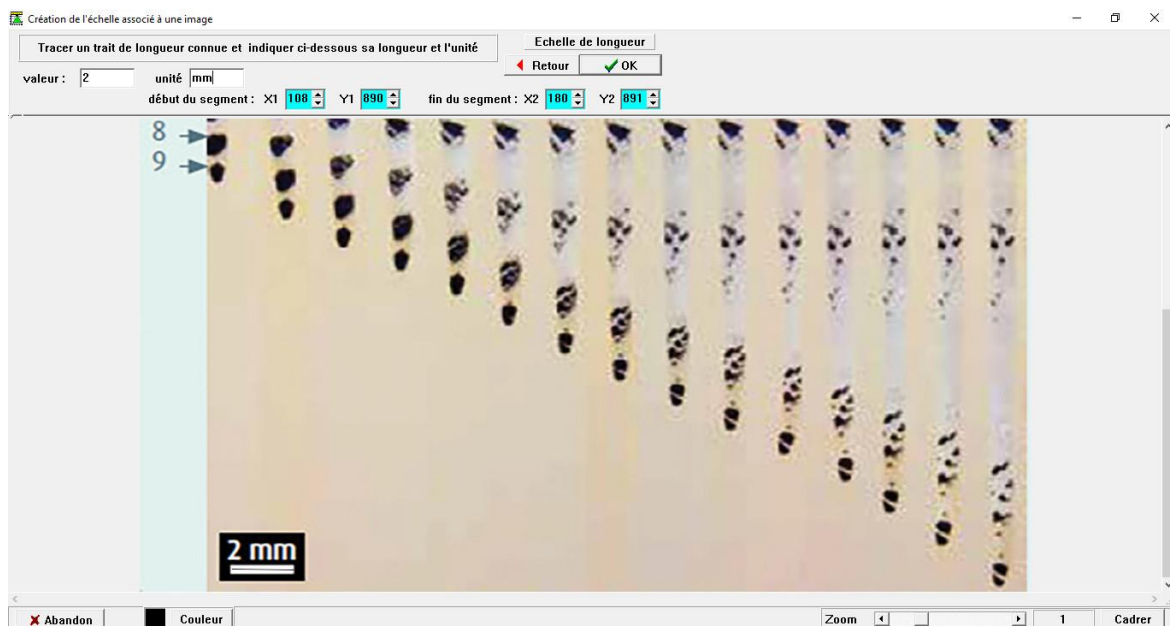 Création de l'échelle associé à une image
Tracer un trait de longueur connue et indiquer ci-dessous sa longueur et l'unité
Echelle de longueur
Retour OK
valeur : 2 unité mm
début du segment : X1 108 Y1 890 fin du segment : X2 180 Y2 891
8
9
2 mm
Abandon Couleur Zoom 1 Cadrer